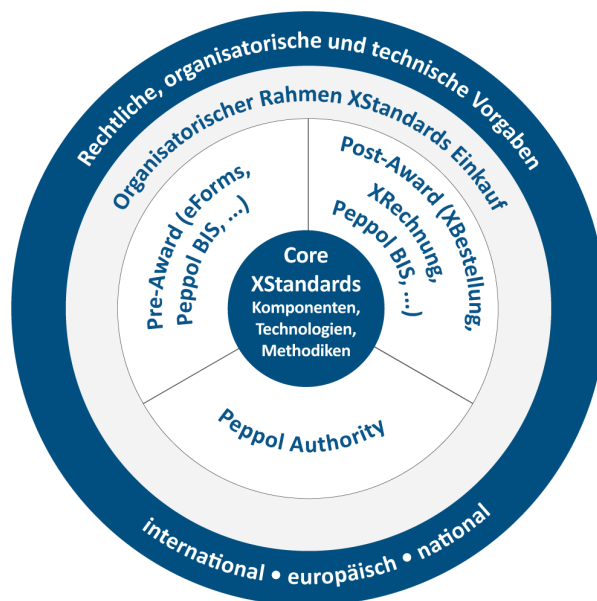 Rechtliche, organisatorische und technische Vorgaben
Organisatorischer Rahmen XStandards Einkauf
Pre-Award (eForms,
Peppol BIS, ...)
Post-Award (XBestellung,
XRechnung,
Peppol BIS, ...)
Core
XStandards
Komponenten,
Technologien,
Methodiken
Peppol Authority
international • europäisch • national